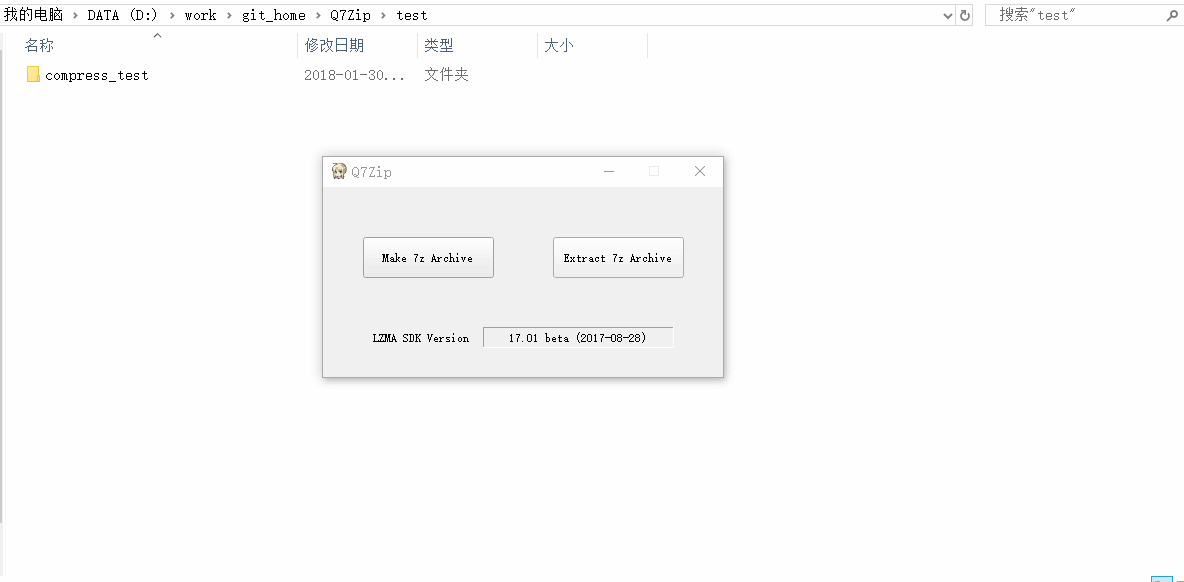 我的电脑 › DATA (D:) › work › git_home › Q7Zip › test 搜索"test"
名称 修改日期 类型 大小
compress_test 2018-01-30... 文件夹
Q7Zip
Make 7z Archive Extract 7z Archive
LZMA SDK Version 17.01 beta (2017-08-28)